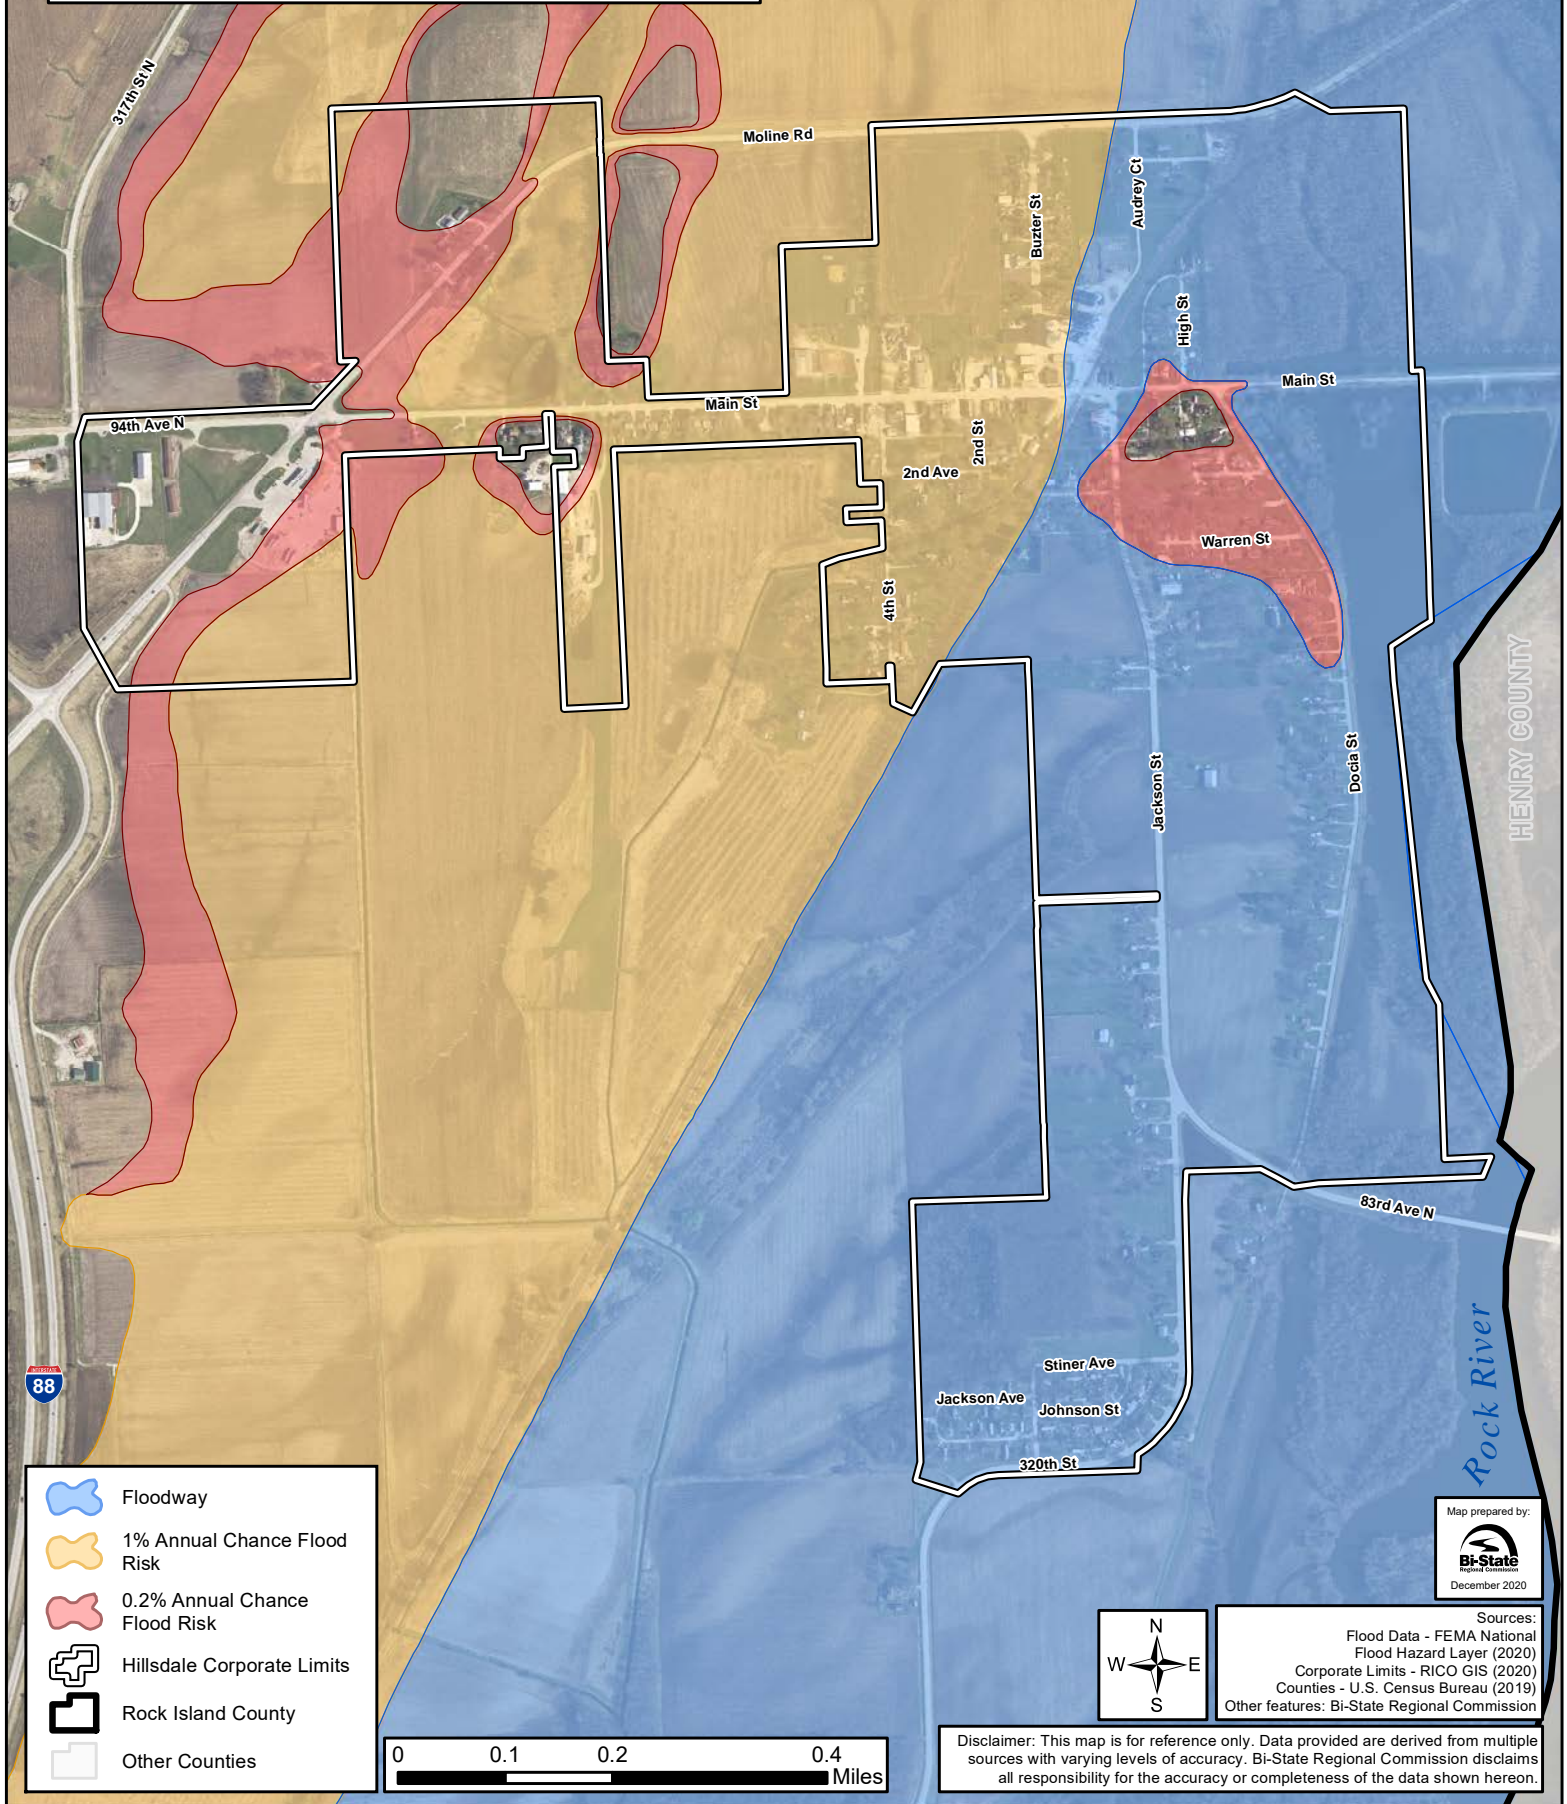 317th St N
Moline Rd
Audrey Ct
Buzter St
High St
Main St
Main St
94th Ave N
2nd St
2nd Ave
Warren St
4th St
HENRY COUNTY
Jackson St
Docia St
83rd Ave N
Rock River
Stiner Ave
Jackson Ave
Johnson St
320th St
INTERSTATE
88
Floodway
1% Annual Chance Flood
Risk
0.2% Annual Chance
Flood Risk
Hillsdale Corporate Limits
Rock Island County
Other Counties
0 0.1 0.2 0.4
Miles
Map prepared by:
Bi-State
Regional Commission
December 2020
N
W E
S
Sources:
Flood Data - FEMA National
Flood Hazard Layer (2020)
Corporate Limits - RICO GIS (2020)
Counties - U.S. Census Bureau (2019)
Other features: Bi-State Regional Commission
Disclaimer: This map is for reference only. Data provided are derived from multiple
sources with varying levels of accuracy. Bi-State Regional Commission disclaims
all responsibility for the accuracy or completeness of the data shown hereon.